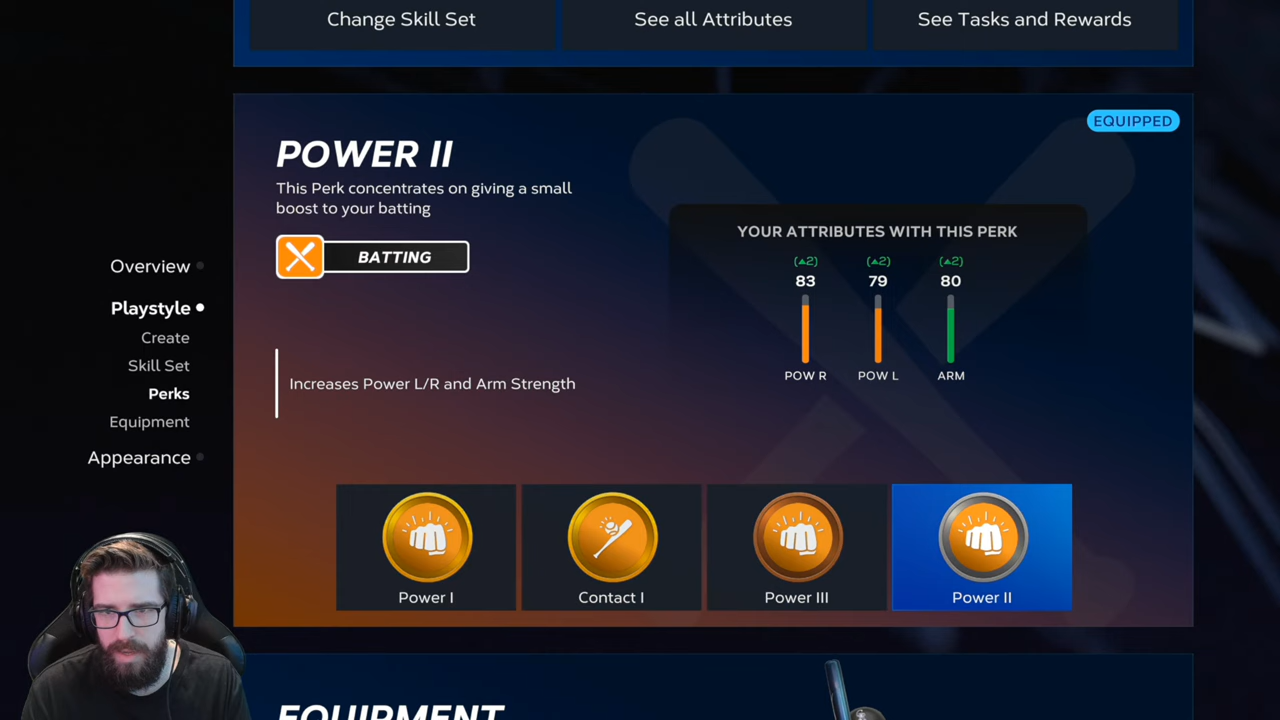 Change Skill Set
See all Attributes
See Tasks and Rewards
EQUIPPED
POWER II
This Perk concentrates on giving a small
boost to your batting
BATTING
YOUR ATTRIBUTES WITH THIS PERK
(▲2) (▲2) (▲2)
83 79 80
POW R POW L ARM
Increases Power L/R and Arm Strength
Overview
Playstyle
Create
Skill Set
Perks
Equipment
Appearance
Power I
Contact I
Power III
Power II
EQUIPMENT